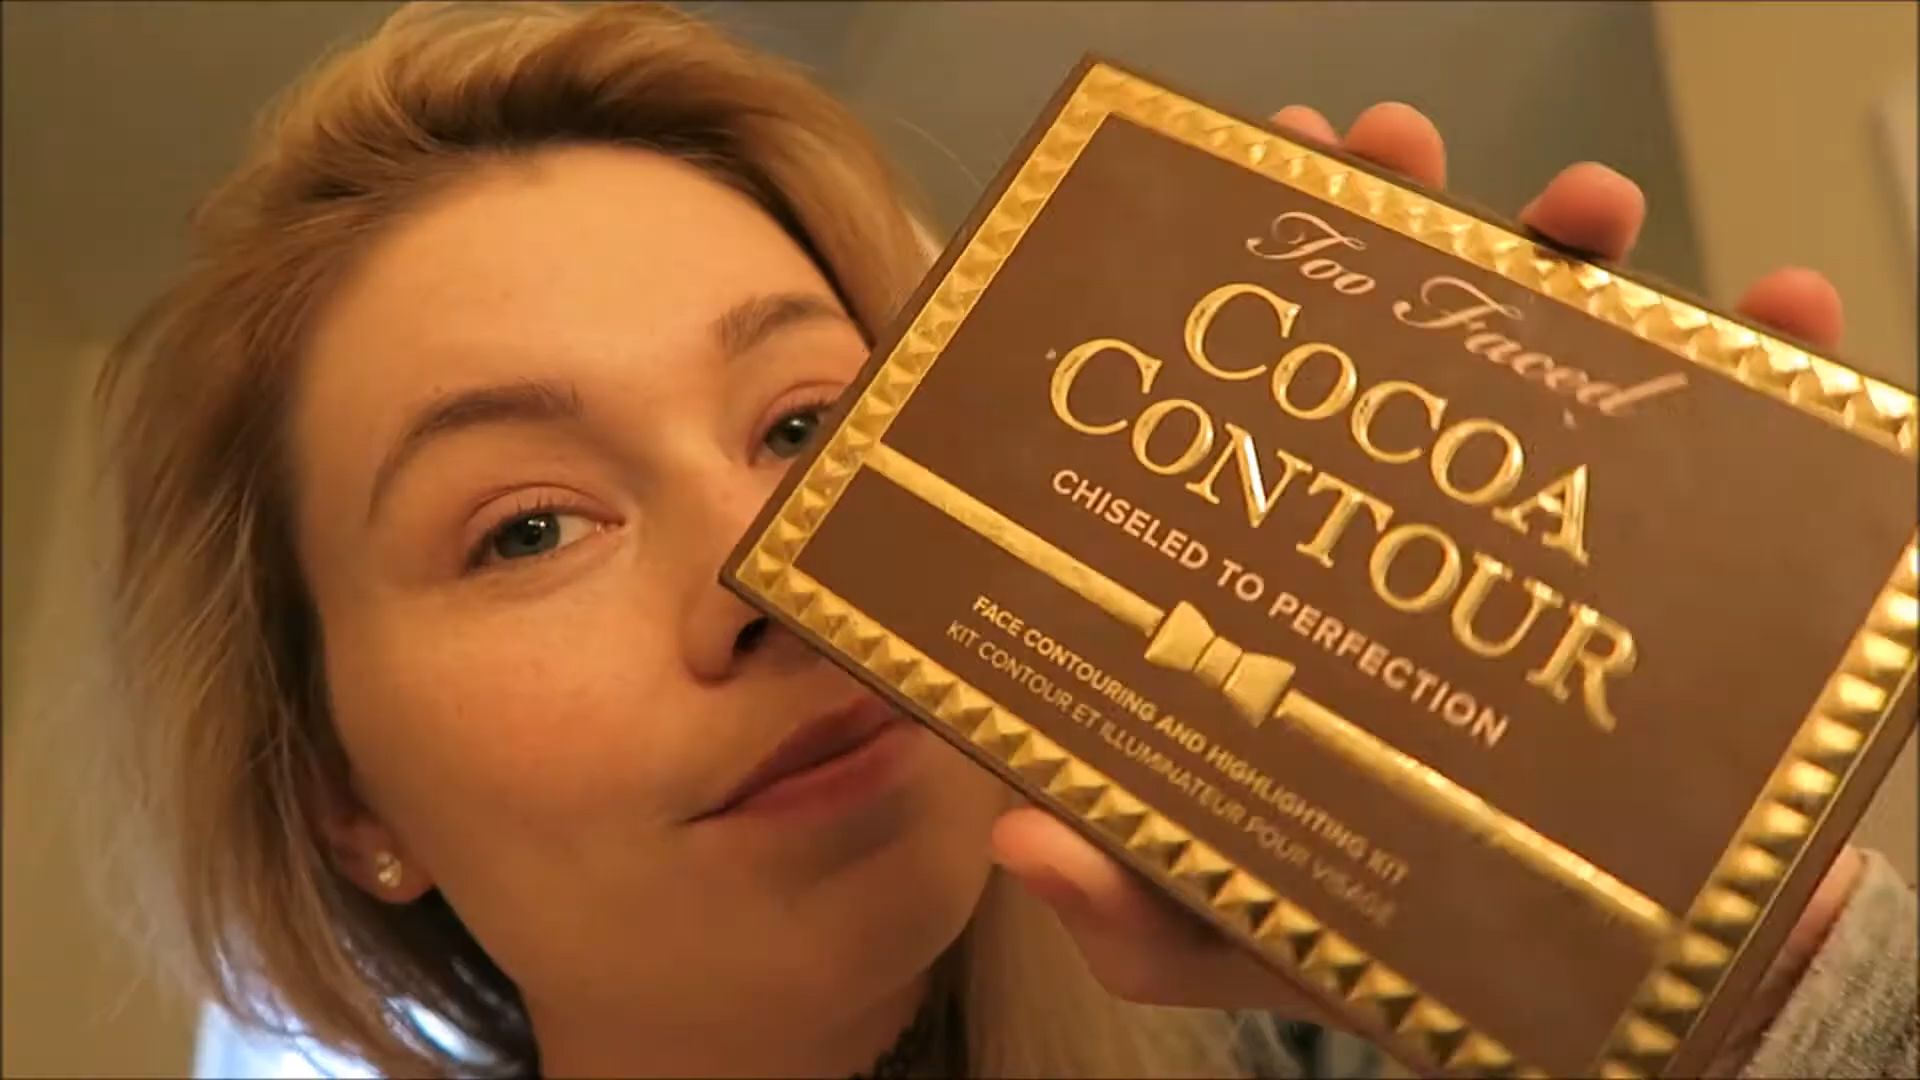 Too Faced
COCOA
CONTOUR
CHISELED TO PERFECTION
FACE CONTOURING AND HIGHLIGHTING KIT
KIT CONTOUR ET ILLUMINATEUR POUR VISAGE